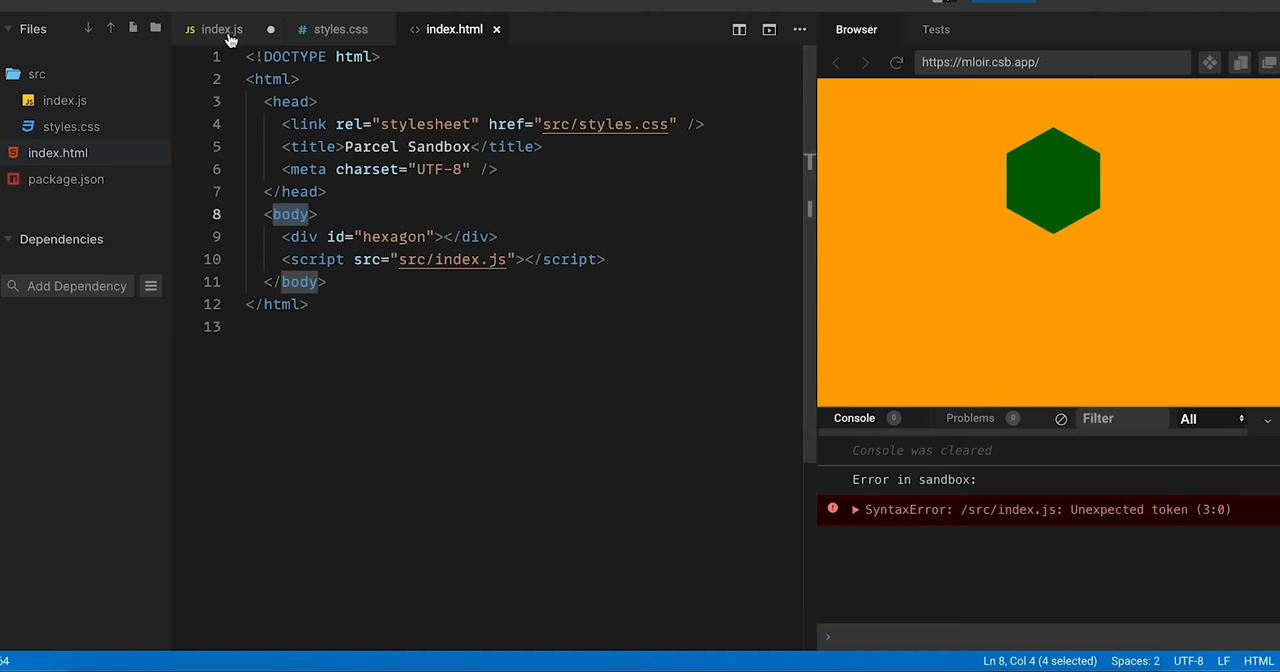 Files
src
index.js
styles.css
index.html
package.json
Dependencies
Add Dependency
JS index.js
# styles.css
<> index.html ×
1 <!DOCTYPE html>
2 <html>
3 <head>
4 <link rel="stylesheet" href="src/styles.css" />
5 <title>Parcel Sandbox</title>
6 <meta charset="UTF-8" />
7 </head>
8 <body>
9 <div id="hexagon"></div>
10 <script src="src/index.js"></script>
11 </body>
12 </html>
13
Browser Tests
https://mloir.csb.app/
Console 0 Problems 0 Filter All
Console was cleared
Error in sandbox:
SyntaxError: /src/index.js: Unexpected token (3:0)
64 Ln 8, Col 4 (4 selected) Spaces: 2 UTF-8 LF HTML